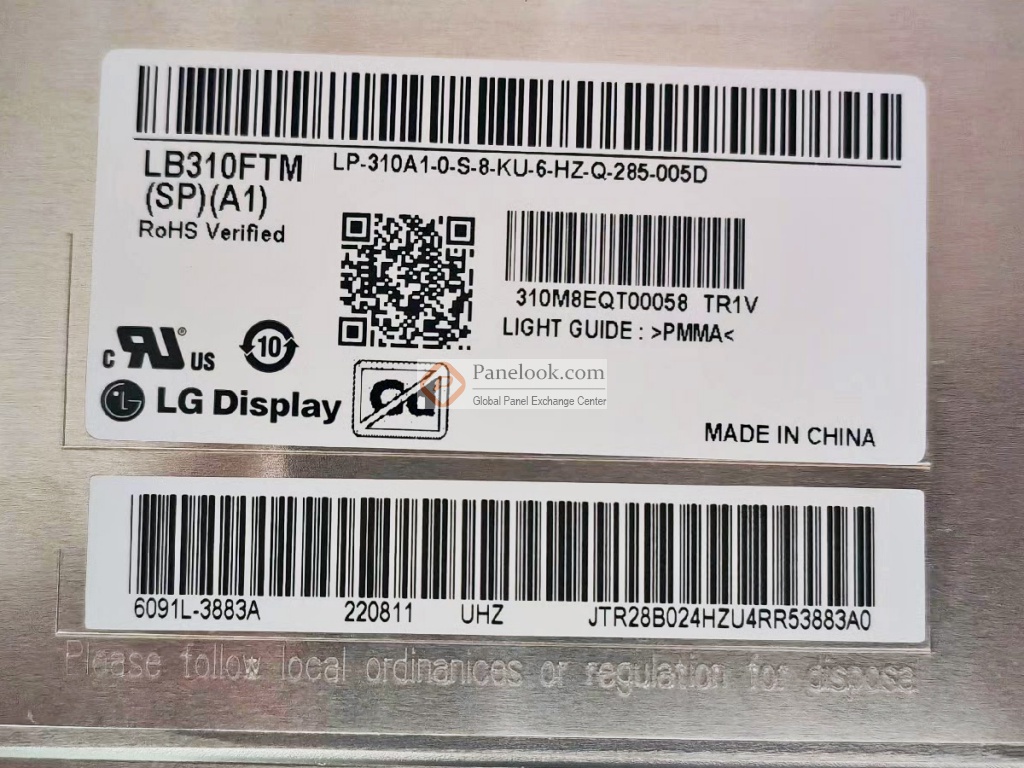 LB310FTM
LP-310A1-0-S-8-KU-6-HZ-Q-285-005D
(SP)(A1)
RoHS Verified
310M8EQT00058 TR1V
LIGHT GUIDE : >PMMA<
c RU ® US
10
LG Display
Panelook.com
Global Panel Exchange Center
MADE IN CHINA
6091L-3883A 220811 UHZ JTR28B024HZU4RR53883A0
Please follow local ordinanices or regulation for disposa